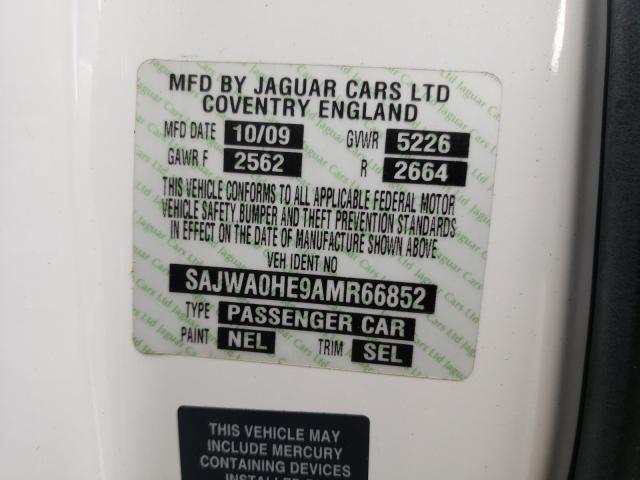 MFD BY JAGUAR CARS LTD
COVENTRY ENGLAND
MFD DATE 10/09 GVWR 5226
GAWR F 2562 R 2664
THIS VEHICLE CONFORMS TO ALL APPLICABLE FEDERAL MOTOR
VEHICLE SAFETY BUMPER AND THEFT PREVENTION STANDARDS
IN EFFECT ON THE DATE OF MANUFACTURE SHOWN ABOVE.
VEH IDENT NO
SAJWA0HE9AMR66852
TYPE PASSENGER CAR
PAINT NEL TRIM SEL
THIS VEHICLE MAY
INCLUDE MERCURY
CONTAINING DEVICES